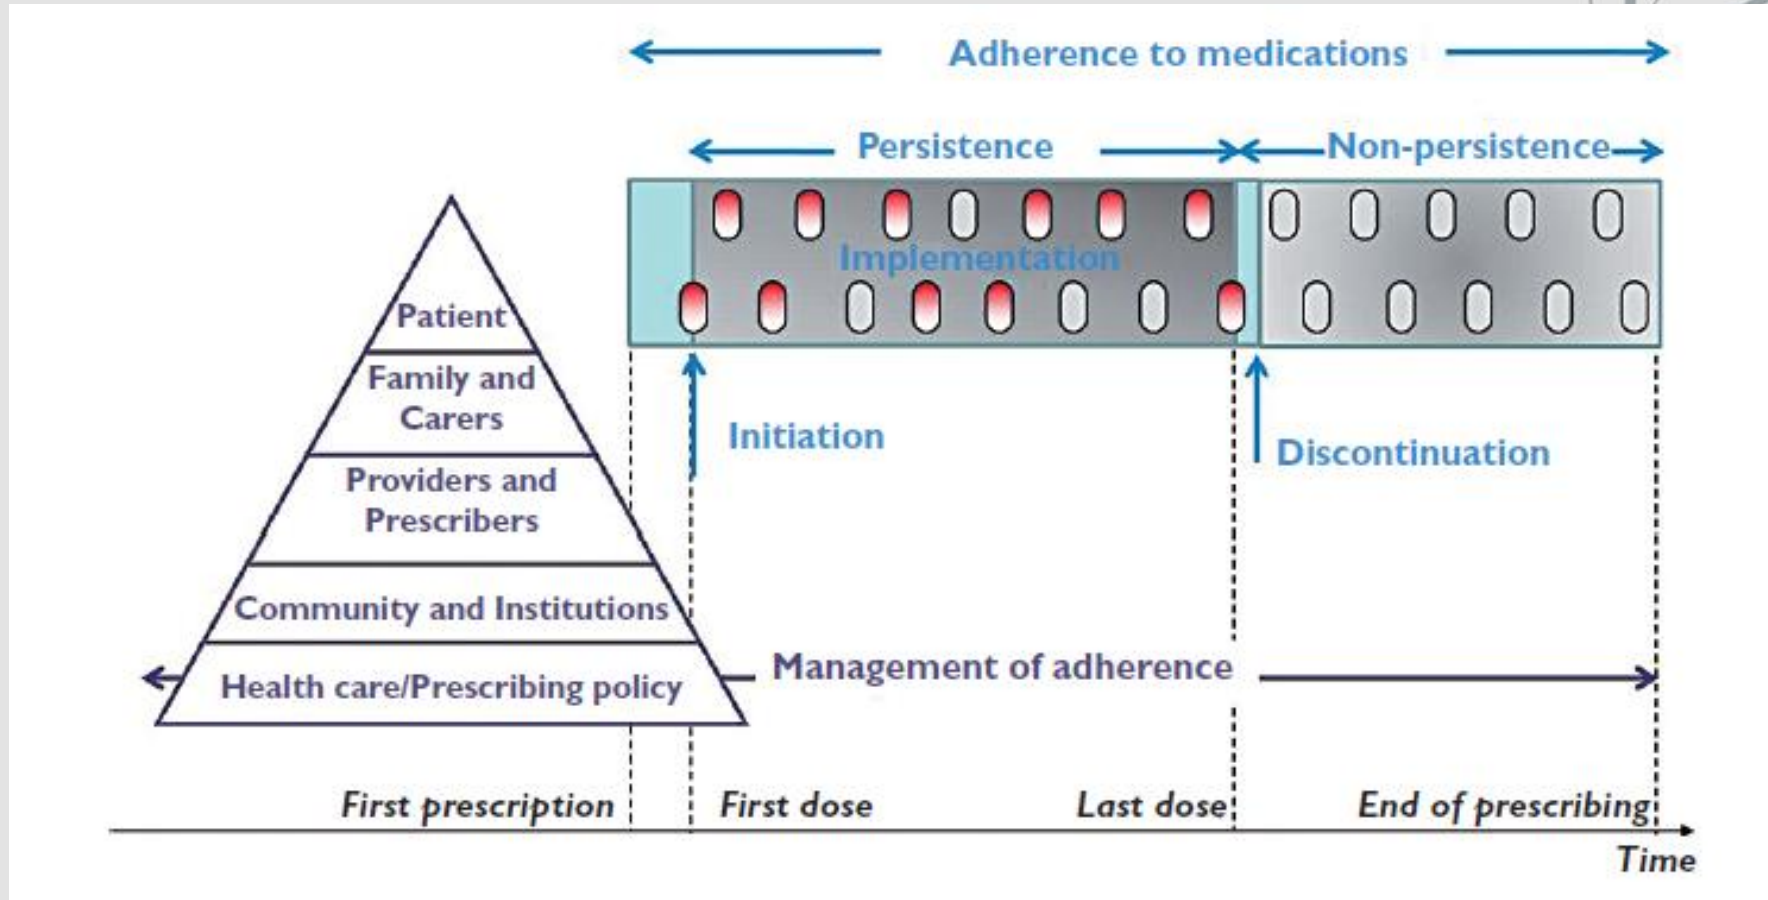 Adherence to medications
Persistence
Non-persistence
Implementation
Patient
Family and
Carers
Initiation
Discontinuation
Providers and
Prescribers
Community and Institutions
Management of adherence
Health care/Prescribing policy
First prescription
First dose
Last dose
End of prescribing
Time